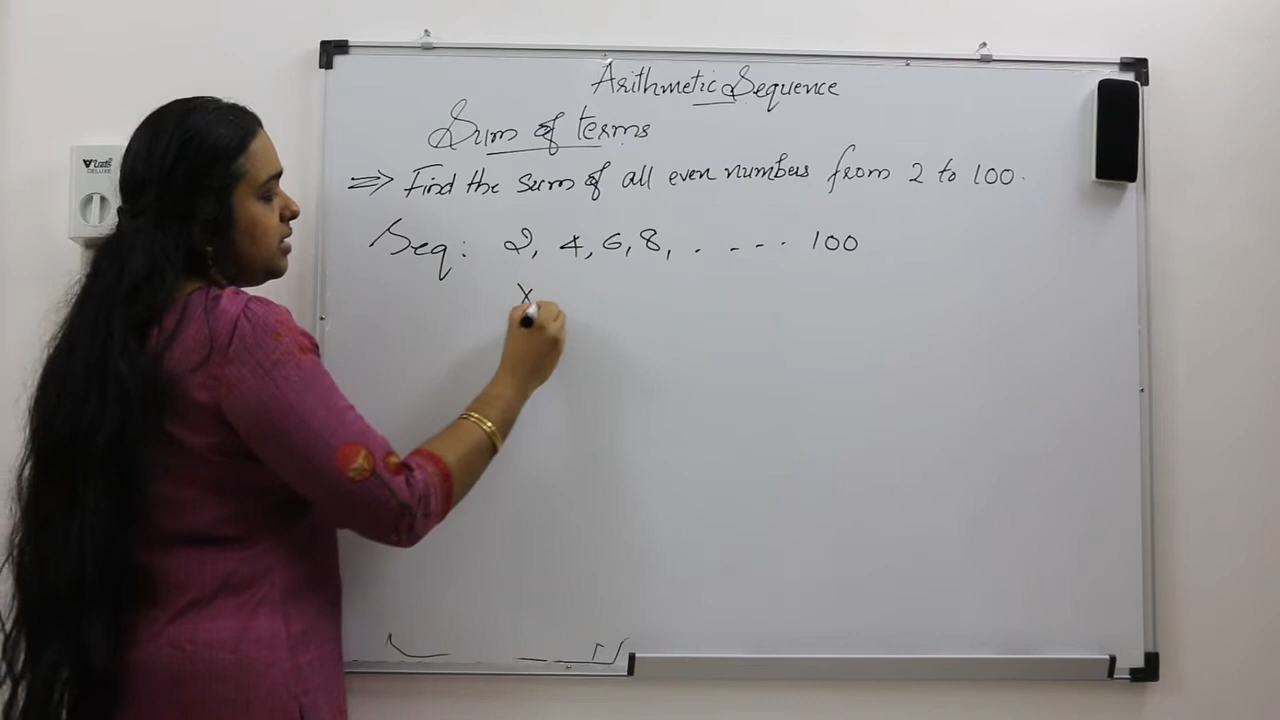 Arithmetic Sequence
Sum of terms
⇒ Find the sum of all even numbers from 2 to 100.
Seq: 2, 4, 6, 8, . - - - . 100
x
DELUXE